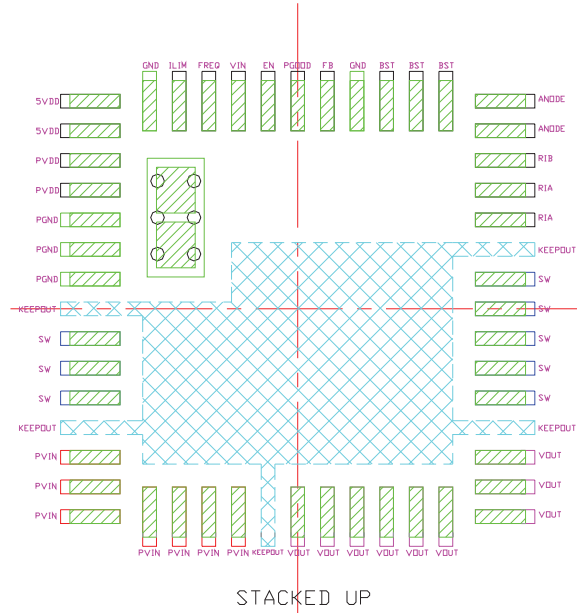 GND ILIM FREQ VIN EN PGOOD FB GND BST BST BST
5VDD
5VDD
PVDD
PVDD
PGND
PGND
PGND
KEEPOUT
SW
SW
SW
KEEPOUT
PVIN
PVIN
PVIN
ANODE
ANODE
RIB
RIA
RIA
KEEPOUT
SW
SW
SW
SW
SW
KEEPOUT
VOUT
VOUT
VOUT
PVIN PVIN PVIN PVIN KEEPOUT VOUT VOUT VOUT VOUT VOUT VOUT
STACKED UP